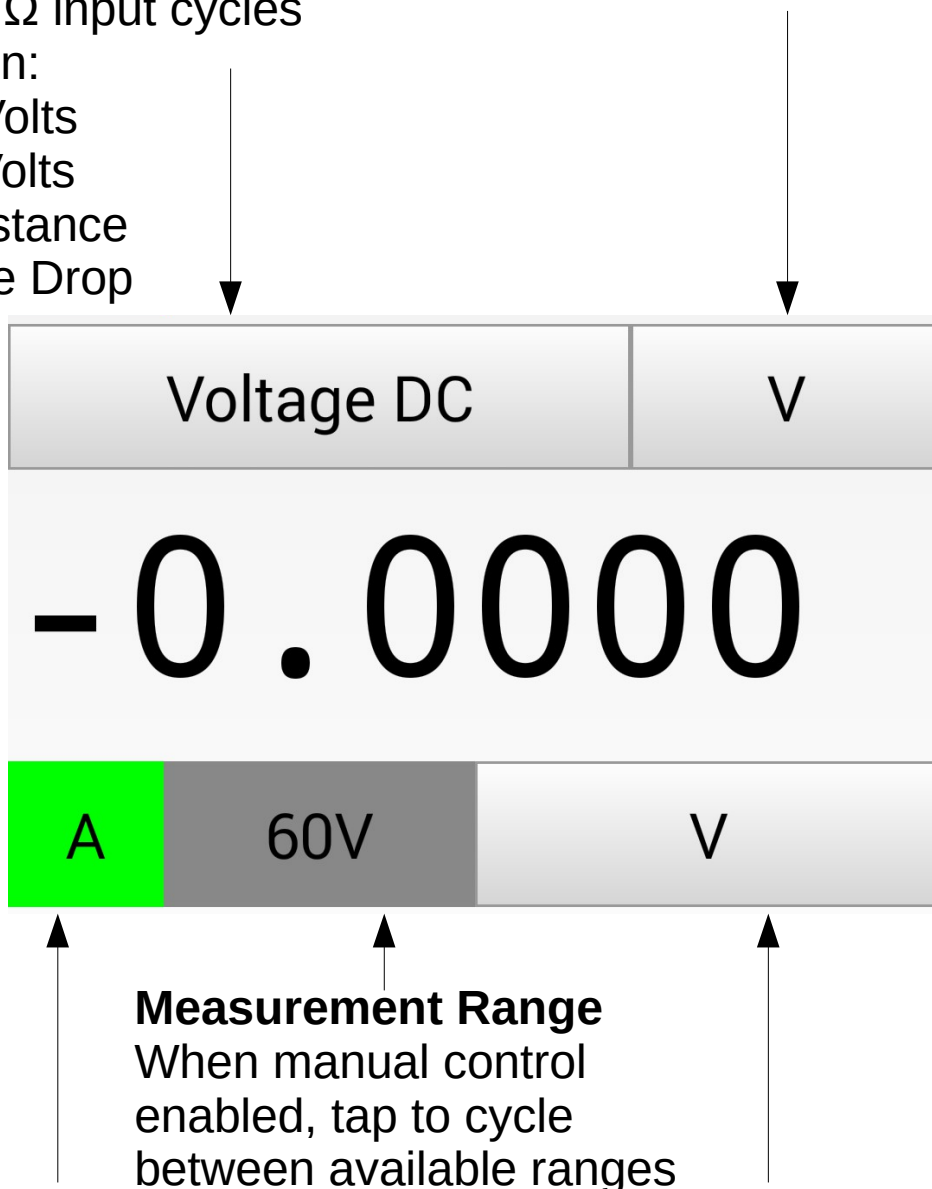 Ω input cycles
n:
Volts
Volts
stance
e Drop
Voltage DC V
-0.0000
A 60V V
Measurement Range
When manual control
enabled, tap to cycle
between available ranges